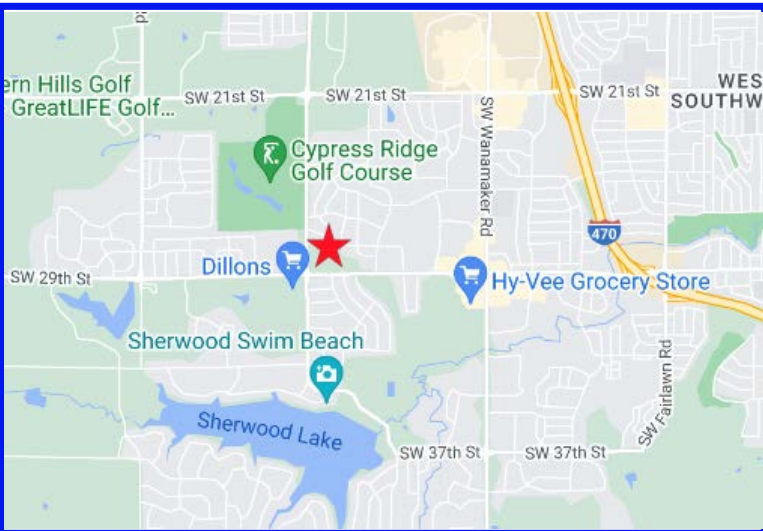 ern Hills Golf
GreatLIFE Golf...
SW 21st St
SW 21st St
SW 21st St
WES
SOUTHW
SW Wanamaker Rd
Cypress Ridge
Golf Course
470
Dillons
SW 29th St
Hy-Vee Grocery Store
Sherwood Swim Beach
SW Fairlawn Rd
Sherwood Lake
SW 37th St
SW 37th St